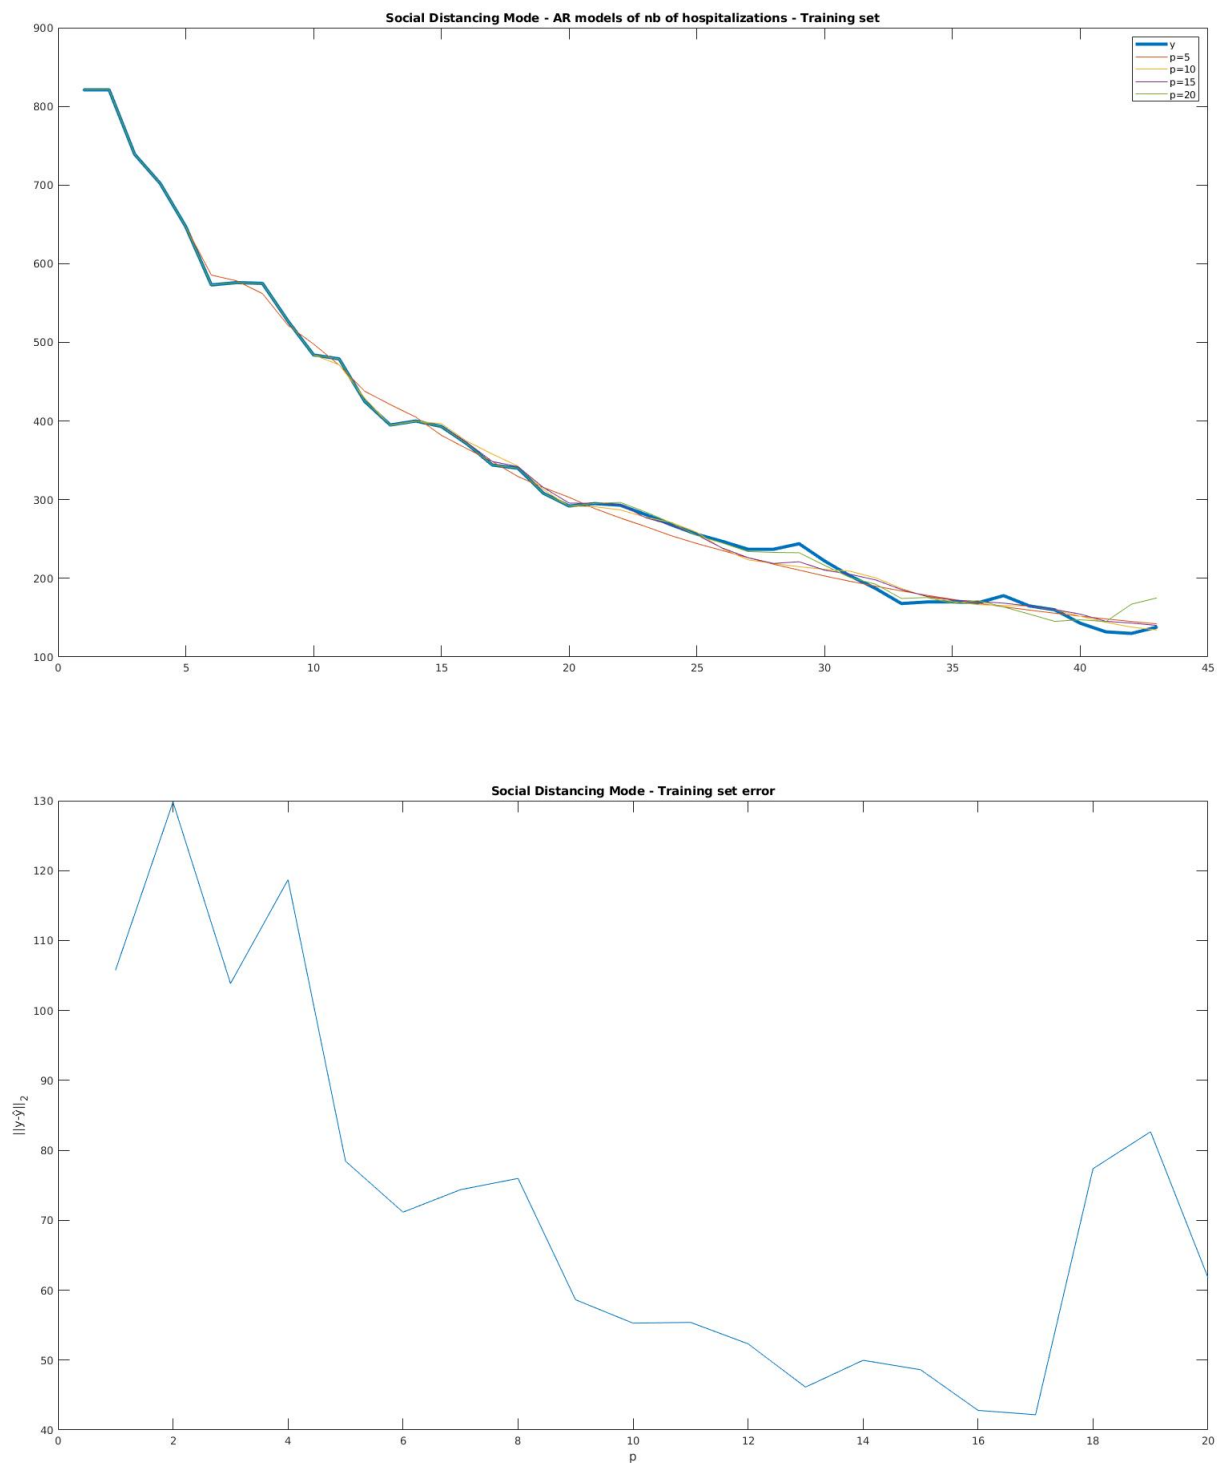 Social Distancing Mode - AR models of nb of hospitalizations - Training set
900
800
700
600
500
400
300
200
100
0 5 10 15 20 25 30 35 40 45
y
p=5
p=10
p=15
p=20
Social Distancing Mode - Training set error
130
120
110
100
90
80
70
60
50
40
||y-ŷ||₂
0 2 4 6 8 10 12 14 16 18 20
p